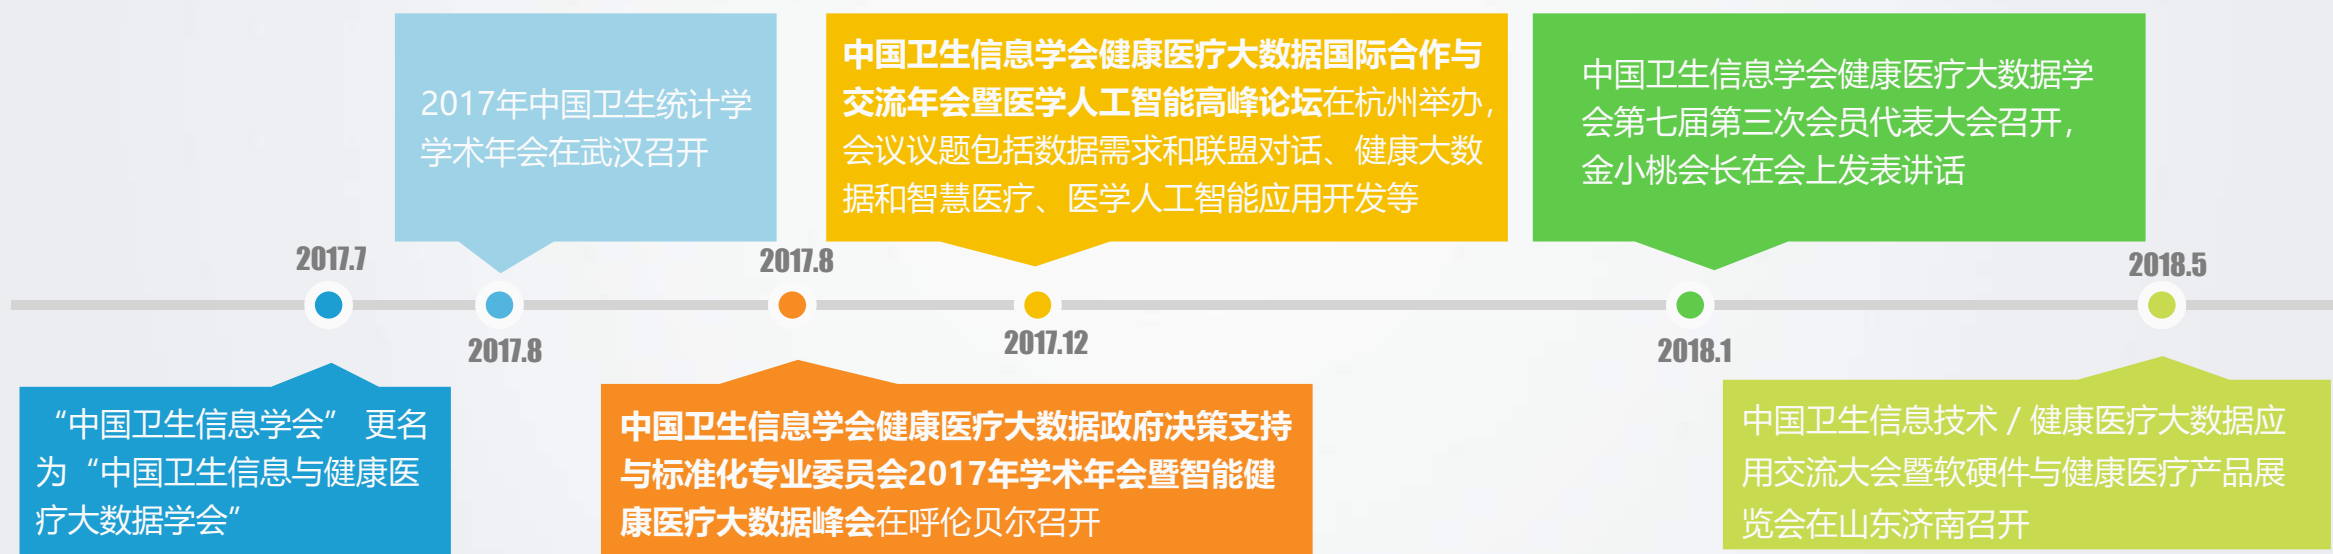 2017年中国卫生统计学
学术年会在武汉召开
中国卫生信息学会健康医疗大数据国际合作与
交流年会暨医学人工智能高峰论坛在杭州举办，
会议议题包括数据需求和联盟对话、健康大数
据和智慧医疗、医学人工智能应用开发等
中国卫生信息学会健康医疗大数据学
会第七届第三次会员代表大会召开，
金小桃会长在会上发表讲话
2017.7
2017.8
2018.5
2017.8
2017.12
2018.1
“中国卫生信息学会” 更名
为“中国卫生信息与健康医
疗大数据学会”
中国卫生信息学会健康医疗大数据政府决策支持
与标准化专业委员会2017年学术年会暨智能健
康医疗大数据峰会在呼伦贝尔召开
中国卫生信息技术 / 健康医疗大数据应
用交流大会暨软硬件与健康医疗产品展
览会在山东济南召开